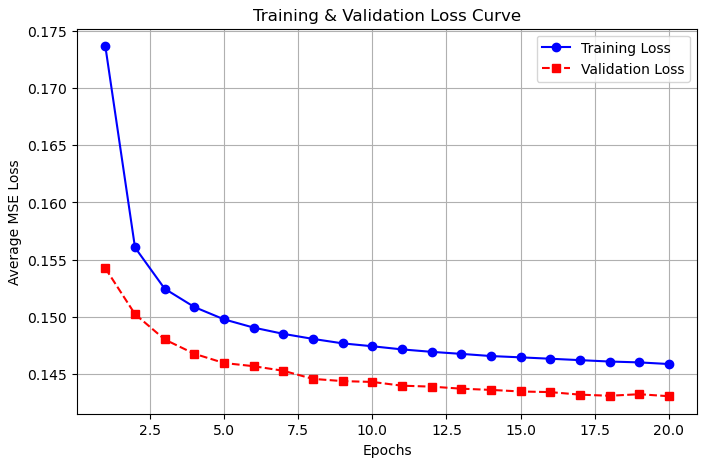 Training & Validation Loss Curve
Training Loss
Validation Loss
Average MSE Loss
0.175
0.170
0.165
0.160
0.155
0.150
0.145
2.5 5.0 7.5 10.0 12.5 15.0 17.5 20.0
Epochs